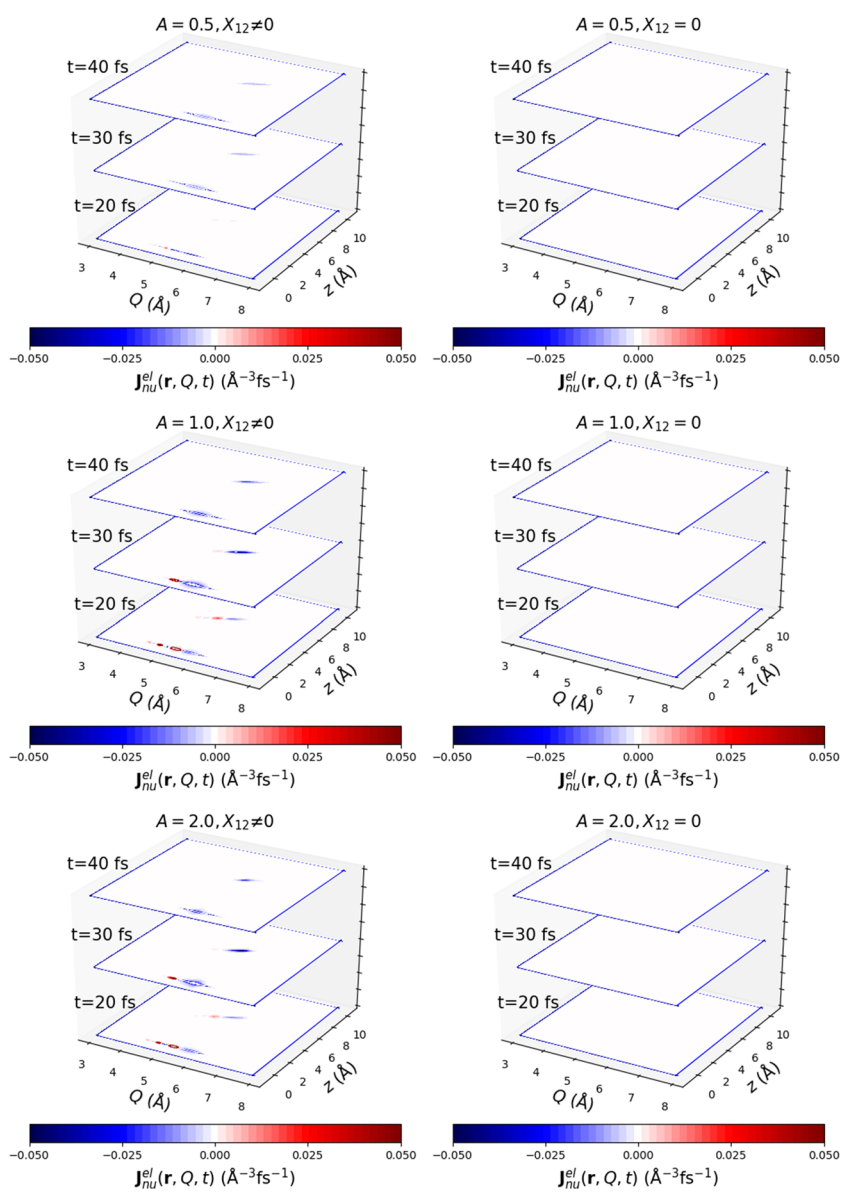 A = 0.5, X₁₂≠0
t=40 fs
t=30 fs
t=20 fs
3 4 5 6 7 8
Q (Å)
0 2 4 6 8 10
z (Å)
−0.050 −0.025 0.000 0.025 0.050
𝐉ᵉˡₙᵤ(𝐫, Q, t) (Å⁻³fs⁻¹)
A = 0.5, X₁₂ = 0
t=40 fs
t=30 fs
t=20 fs
3 4 5 6 7 8
Q (Å)
0 2 4 6 8 10
z (Å)
−0.050 −0.025 0.000 0.025 0.050
𝐉ᵉˡₙᵤ(𝐫, Q, t) (Å⁻³fs⁻¹)
A = 1.0, X₁₂≠0
t=40 fs
t=30 fs
t=20 fs
3 4 5 6 7 8
Q (Å)
0 2 4 6 8 10
z (Å)
−0.050 −0.025 0.000 0.025 0.050
𝐉ᵉˡₙᵤ(𝐫, Q, t) (Å⁻³fs⁻¹)
A = 1.0, X₁₂ = 0
t=40 fs
t=30 fs
t=20 fs
3 4 5 6 7 8
Q (Å)
0 2 4 6 8 10
z (Å)
−0.050 −0.025 0.000 0.025 0.050
𝐉ᵉˡₙᵤ(𝐫, Q, t) (Å⁻³fs⁻¹)
A = 2.0, X₁₂≠0
t=40 fs
t=30 fs
t=20 fs
3 4 5 6 7 8
Q (Å)
0 2 4 6 8 10
z (Å)
−0.050 −0.025 0.000 0.025 0.050
𝐉ᵉˡₙᵤ(𝐫, Q, t) (Å⁻³fs⁻¹)
A = 2.0, X₁₂ = 0
t=40 fs
t=30 fs
t=20 fs
3 4 5 6 7 8
Q (Å)
0 2 4 6 8 10
z (Å)
−0.050 −0.025 0.000 0.025 0.050
𝐉ᵉˡₙᵤ(𝐫, Q, t) (Å⁻³fs⁻¹)